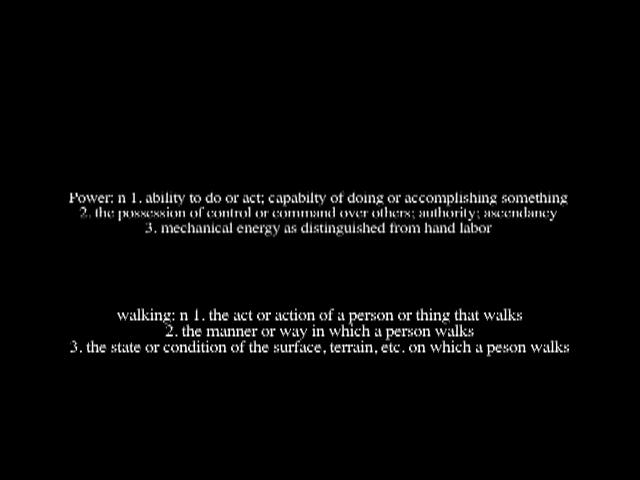 Power: n 1. ability to do or act; capabilty of doing or accomplishing something
2. the possession of control or command over others; authority; ascendancy
3. mechanical energy as distinguished from hand labor
walking: n 1. the act or action of a person or thing that walks
2. the manner or way in which a person walks
3. the state or condition of the surface, terrain, etc. on which a peson walks